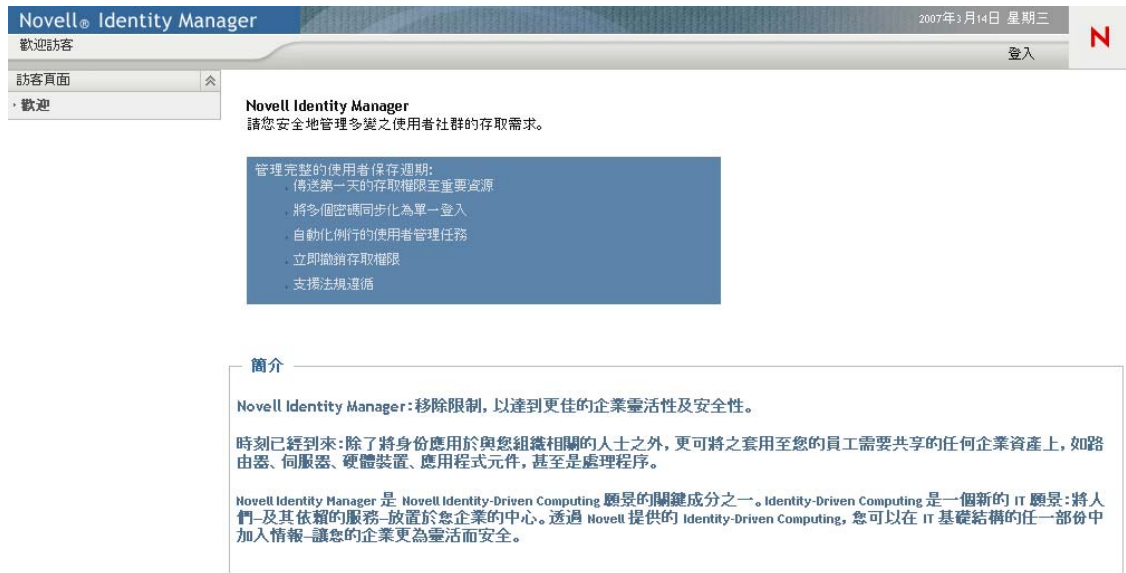 Novell® Identity Manager
2007年3月14日 星期三
N
歡迎訪客
登入
訪客頁面
歡迎
Novell Identity Manager
請您安全地管理多變之使用者社群的存取需求。
管理完整的使用者保存週期:
傳送第一天的存取權限至重要資源
將多個密碼同步化為單一登入
自動化例行的使用者管理任務
立即撤銷存取權限
支援法規遵循
簡介
Novell Identity Manager:移除限制, 以達到更佳的企業靈活性及安全性。
時刻已經到來:除了將身份應用於與您組織相關的人士之外, 更可將之套用至您的員工需要共享的任何企業資產上, 如路
由器、伺服器、硬體裝置、應用程式元件, 甚至是處理程序。
Novell Identity Manager 是 Novell Identity-Driven Computing 願景的關鍵成分之一。Identity-Driven Computing 是一個新的 IT 願景:將人
們–及其依賴的服務–放置於您企業的中心。透過 Novell 提供的 Identity-Driven Computing, 您可以在 IT 基礎結構的任一部份中
加入情報–讓您的企業更為靈活而安全。